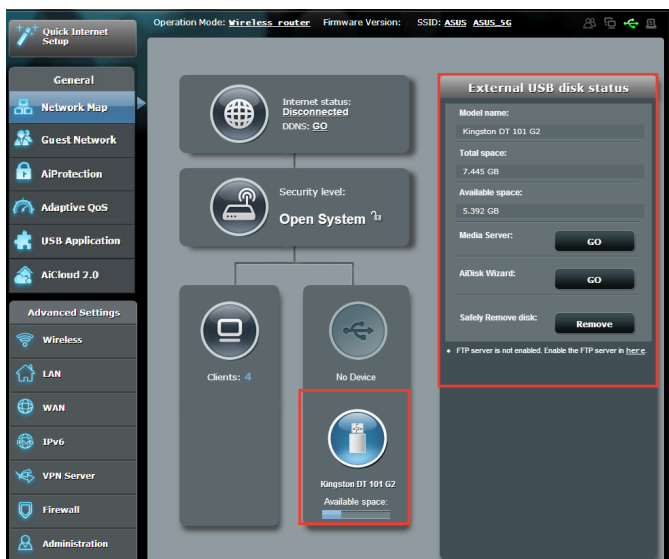 Quick Internet
Setup
Operation Mode: Wireless router Firmware Version: SSID: ASUS ASUS_5G
General
Network Map
Guest Network
AiProtection
Adaptive QoS
USB Application
AiCloud 2.0
Advanced Settings
Wireless
LAN
WAN
IPv6
VPN Server
Firewall
Administration
Internet status:
Disconnected
DDNS: GO
Security level:
Open System
Clients: 4
No Device
Kingston DT 101 G2
Available space:
External USB disk status
Model name:
Kingston DT 101 G2
Total space:
7.445 GB
Available space:
5.392 GB
Media Server: GO
AiDisk Wizard: GO
Safely Remove disk: Remove
• FTP server is not enabled. Enable the FTP server in here.